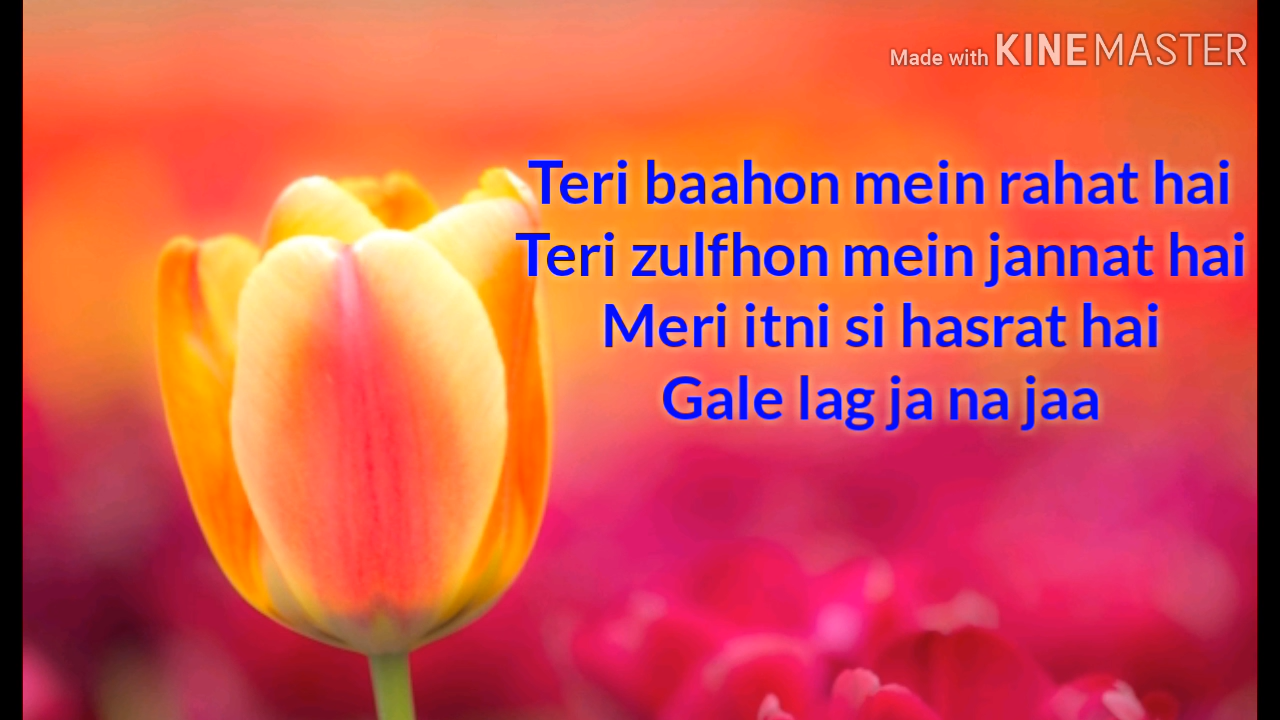 Made with KINEMASTER
Teri baahon mein rahat hai
Teri zulfhon mein jannat hai
Meri itni si hasrat hai
Gale lag ja na jaa